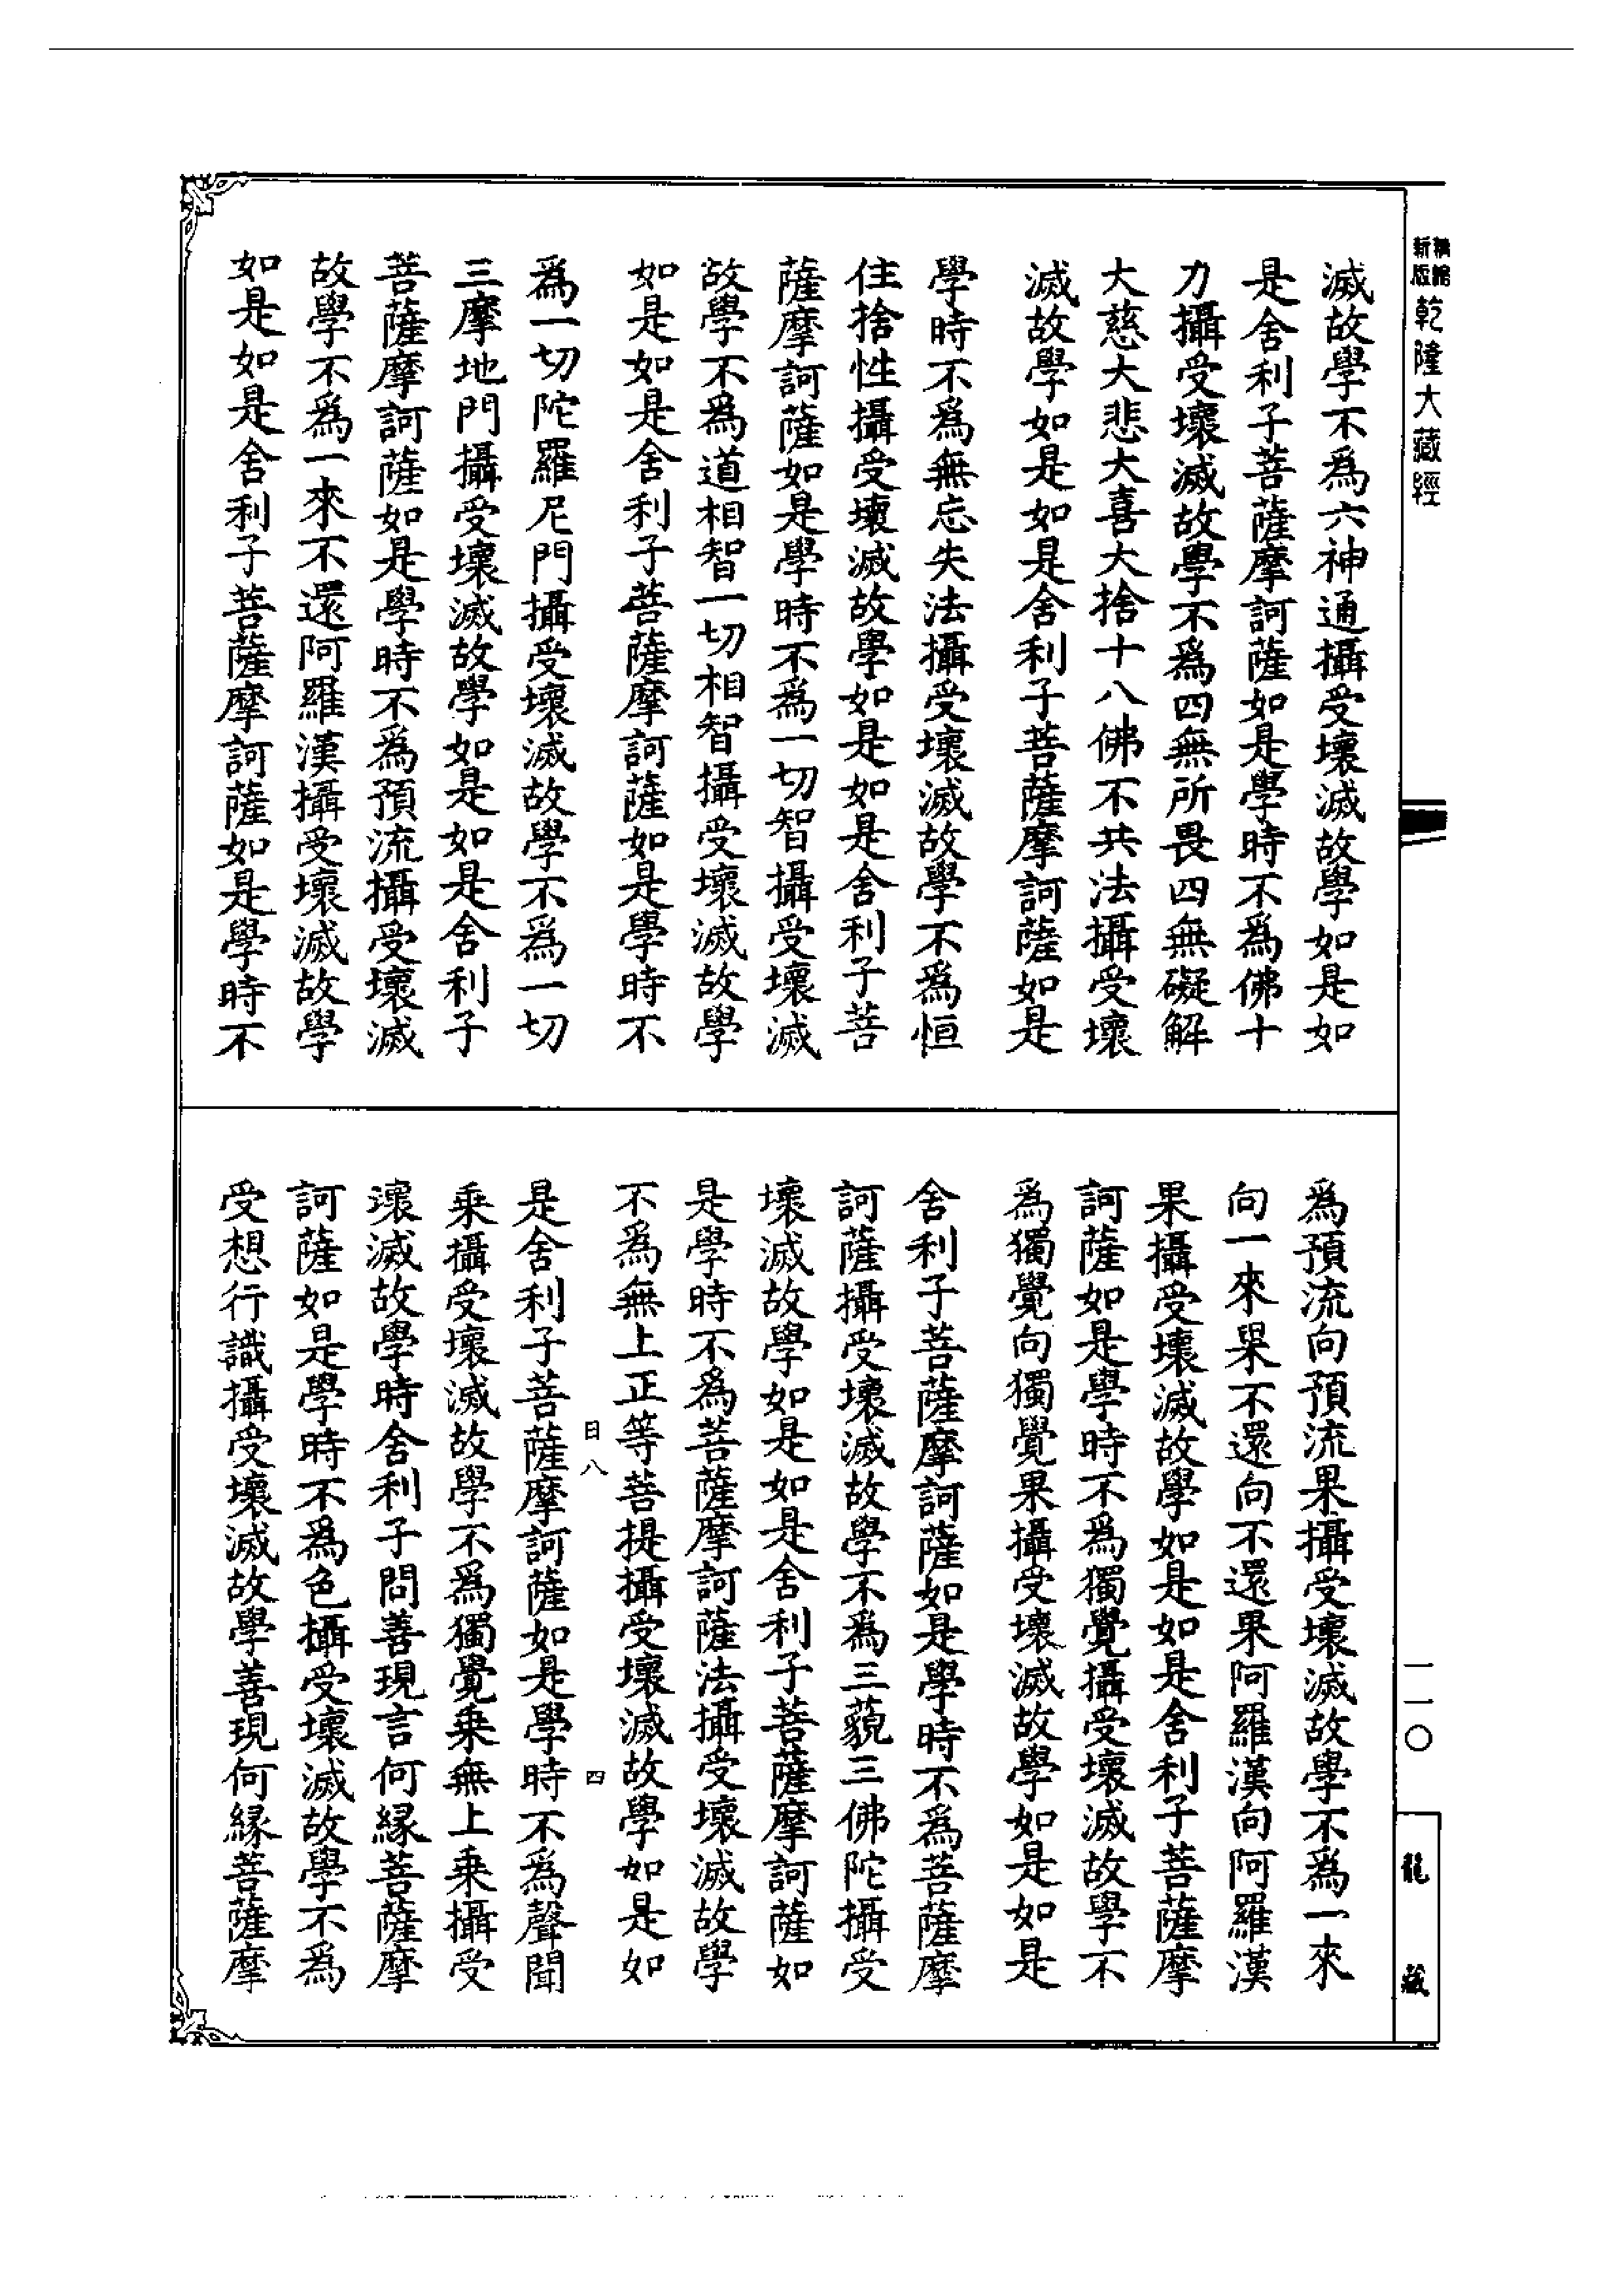 新版
精縮
乾隆大藏經
滅故學不爲六神通攝受壞滅故學如是如
是舍利子菩薩摩訶薩如是學時不爲佛十
力攝受壞滅故學不爲四無所畏四無礙解
大慈大悲大喜大捨十八佛不共法攝受壞
滅故學如是如是舍利子菩薩摩訶薩如是
學時不爲無忘失法攝受壞滅故學不爲恒
住捨性攝受壞滅故學如是如是舍利子菩
薩摩訶薩如是學時不爲一切智攝受壞滅
故學不爲道相智一切相智攝受壞滅故學
如是如是舍利子菩薩摩訶薩如是學時不
爲一切陀羅尼門攝受壞滅故學不爲一切
三摩地門攝受壞滅故學如是如是舍利子
菩薩摩訶薩如是學時不爲預流攝受壞滅
故學不爲一來不還阿羅漢攝受壞滅故學
如是如是舍利子菩薩摩訶薩如是學時不
爲預流向預流果攝受壞滅故學不爲一來
向一來果不還向不還果阿羅漢向阿羅漢
果攝受壞滅故學如是如是舍利子菩薩摩
訶薩如是學時不爲獨覺攝受壞滅故學不
爲獨覺向獨覺果攝受壞滅故學如是如是
舍利子菩薩摩訶薩如是學時不爲菩薩摩
訶薩攝受壞滅故學不爲三藐三佛陀攝受
壞滅故學如是如是舍利子菩薩摩訶薩如
是學時不爲菩薩摩訶薩法攝受壞滅故學
不爲無上正等菩提攝受壞滅故學如是如
日八 四
是舍利子菩薩摩訶薩如是學時不爲聲聞
乘攝受壞滅故學不爲獨覺乘無上乘攝受
壞滅故學時舍利子問善現言何緣菩薩摩
訶薩如是學時不爲色攝受壞滅故學不爲
受想行識攝受壞滅故學善現何緣菩薩摩
一一〇
龍藏